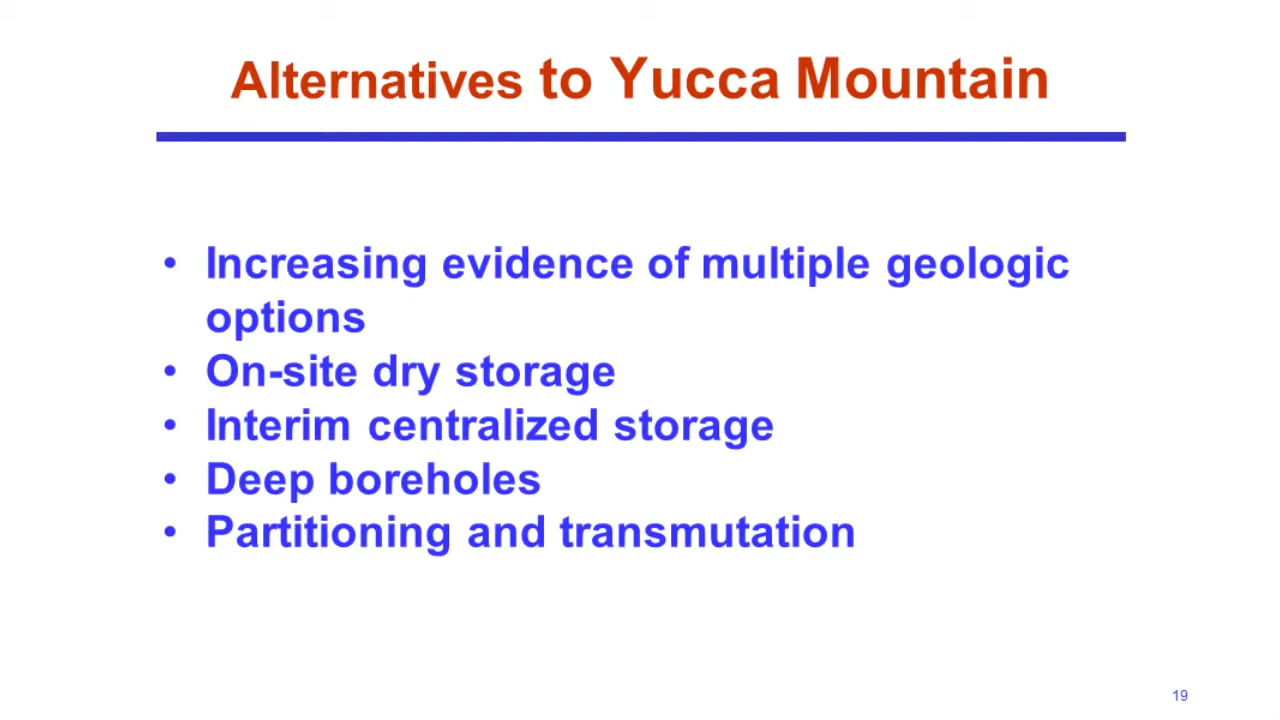 Alternatives to Yucca Mountain
• Increasing evidence of multiple geologic
options
• On-site dry storage
• Interim centralized storage
• Deep boreholes
• Partitioning and transmutation
19